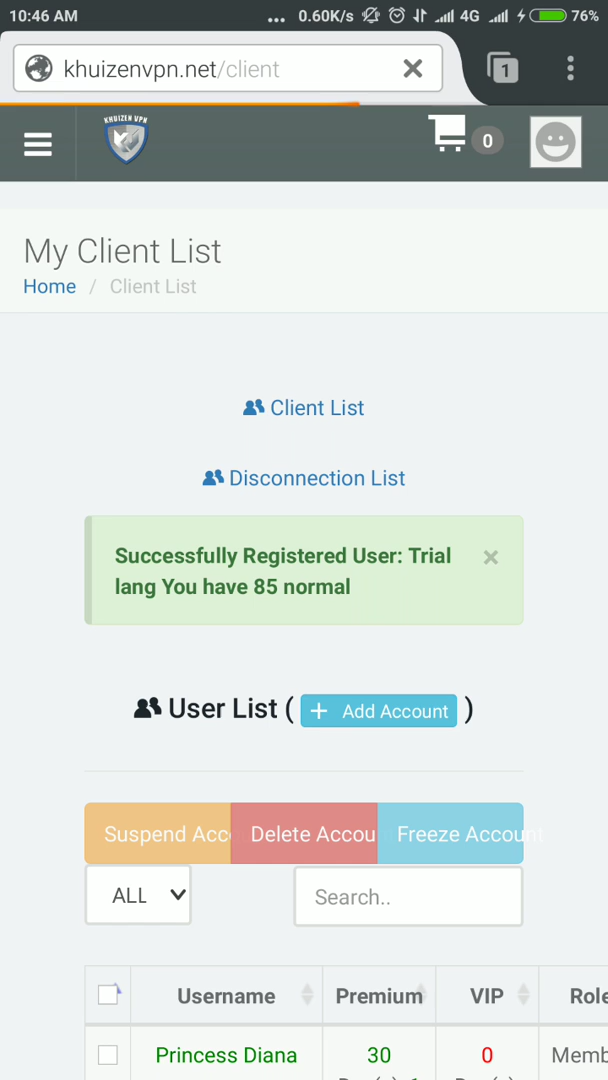 10:46 AM ... 0.60K/s 4G 76%
khuizenvpn.net/client
1
KHUIZEN VPN
0
My Client List
Home / Client List
Client List
Disconnection List
Successfully Registered User: Trial
lang You have 85 normal
×
User List ( + Add Account )
Suspend Acc Delete Accou Freeze Account
ALL Search..
Username Premium VIP Role
Princess Diana 30 0 Memb